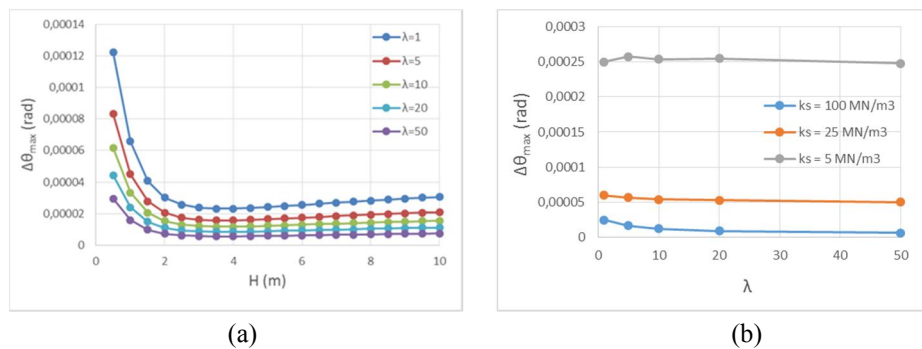 0,00014
0,00012
0,0001
0,00008
0,00006
0,00004
0,00002
0
Δθmax (rad)
0 2 4 6 8 10
H (m)
λ=1
λ=5
λ=10
λ=20
λ=50
(a)
0,0003
0,00025
0,0002
0,00015
0,0001
0,00005
0
Δθmax (rad)
0 10 20 30 40 50
λ
ks = 100 MN/m3
ks = 25 MN/m3
ks = 5 MN/m3
(b)